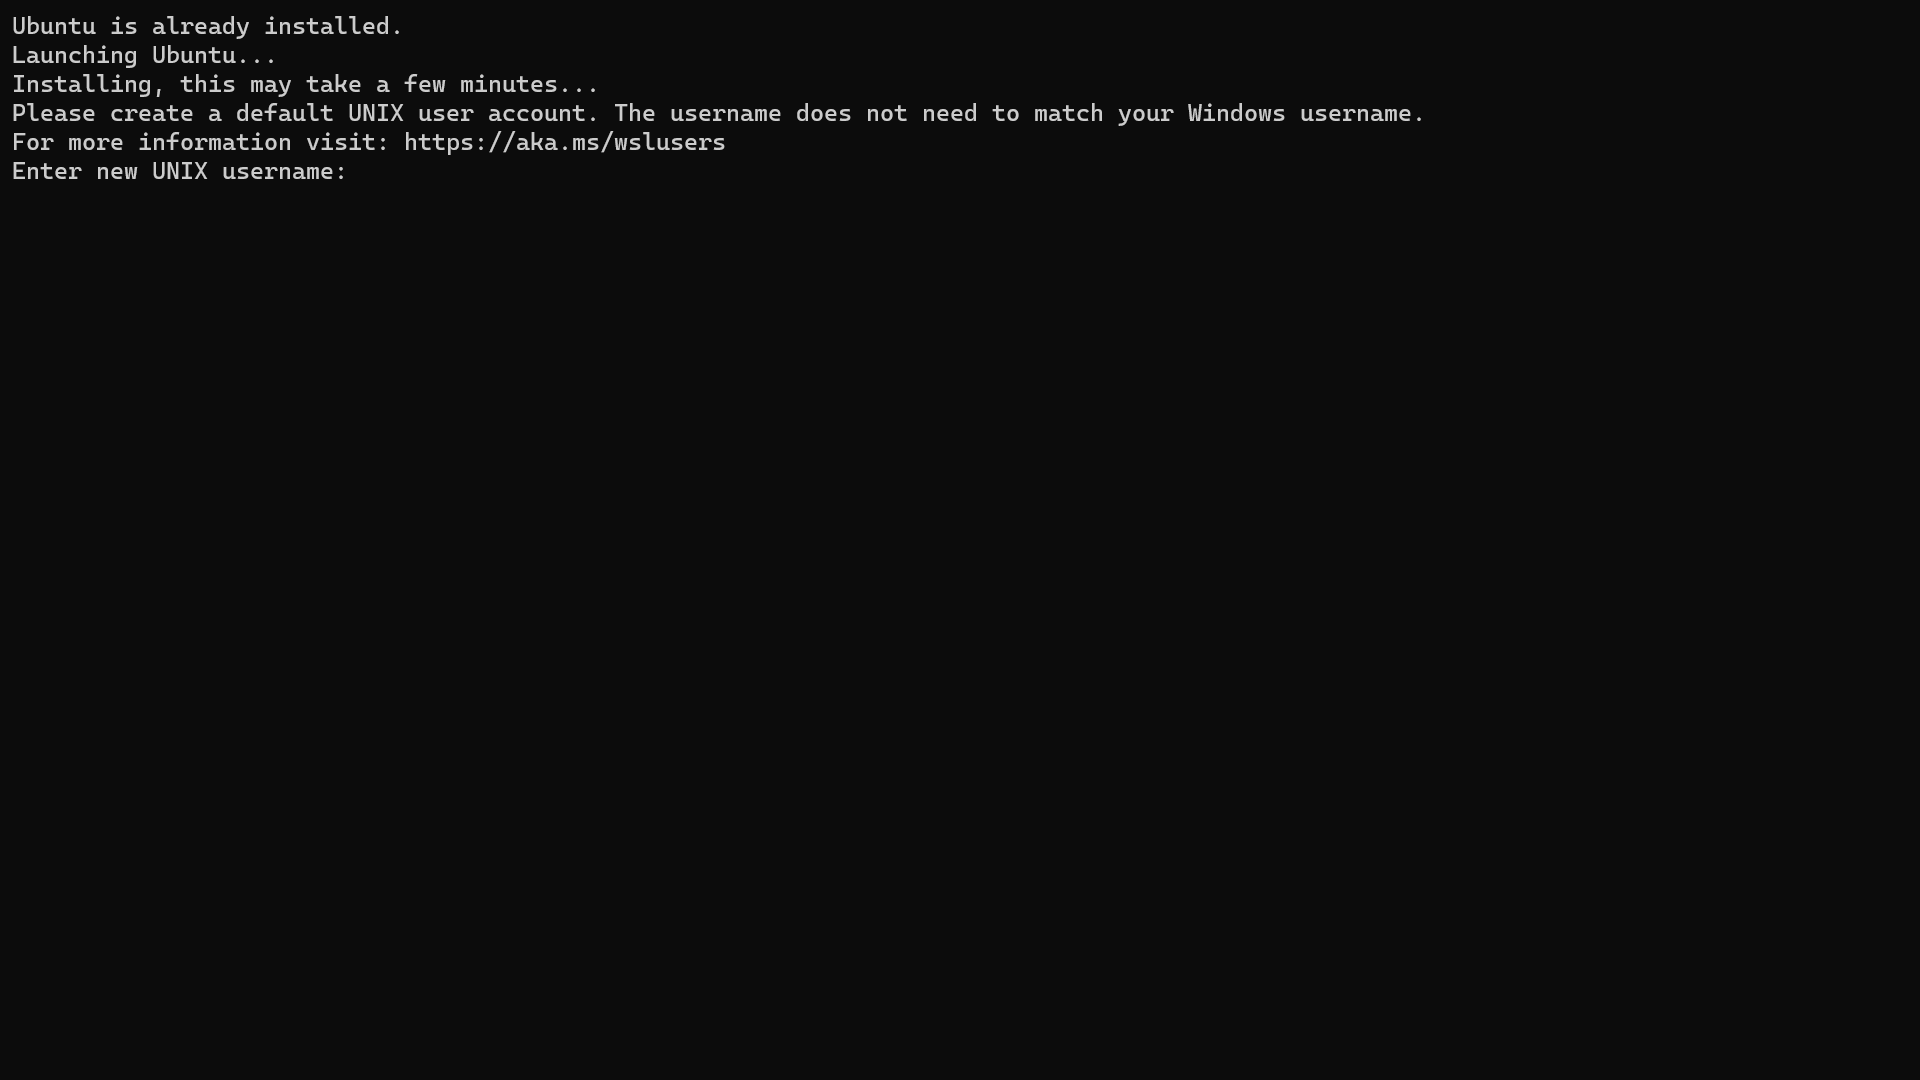 Ubuntu is already installed.
Launching Ubuntu...
Installing, this may take a few minutes...
Please create a default UNIX user account. The username does not need to match your Windows username.
For more information visit: https://aka.ms/wslusers
Enter new UNIX username: